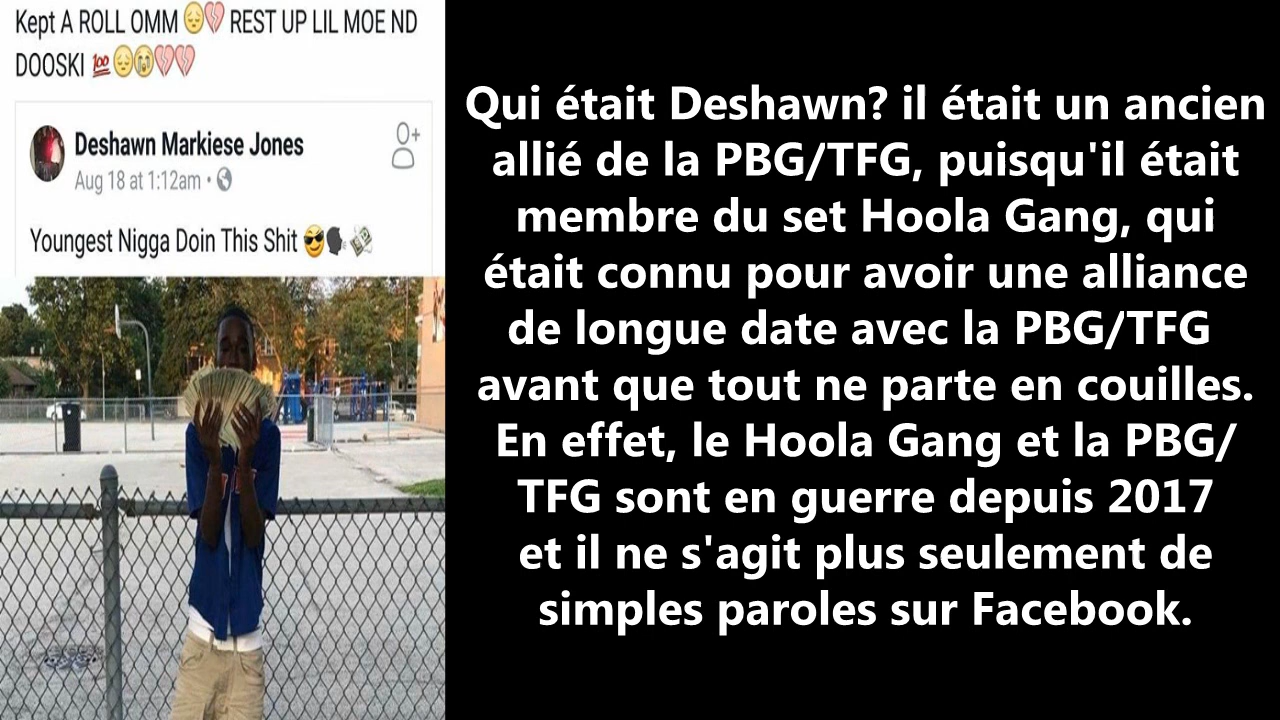 Kept A ROLL OMM 😔💔 REST UP LIL MOE ND
DOOSKI 💯😔😭💔💔
Deshawn Markiese Jones
Aug 18 at 1:12am •
Youngest Nigga Doin This Shit 😎🗣💸
Qui était Deshawn? il était un ancien
allié de la PBG/TFG, puisqu'il était
membre du set Hoola Gang, qui
était connu pour avoir une alliance
de longue date avec la PBG/TFG
avant que tout ne parte en couilles.
En effet, le Hoola Gang et la PBG/
TFG sont en guerre depuis 2017
et il ne s'agit plus seulement de
simples paroles sur Facebook.